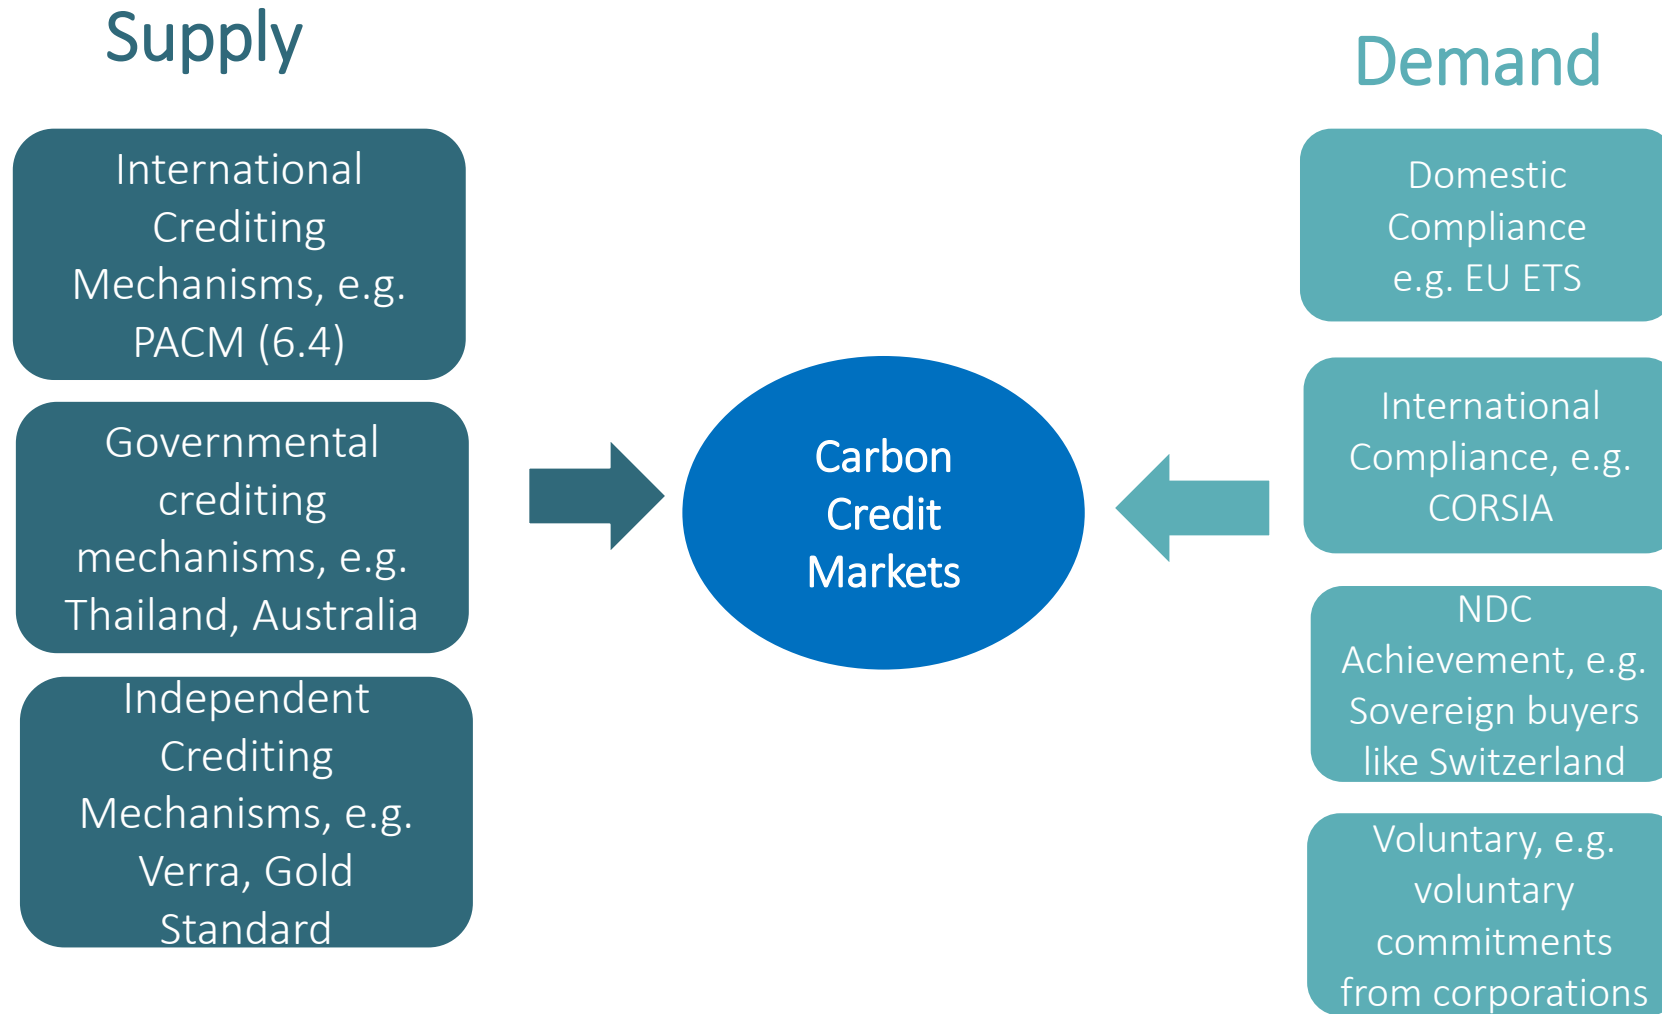 Supply
International
Crediting
Mechanisms, e.g.
PACM (6.4)
Governmental
crediting
mechanisms, e.g.
Thailand, Australia
Independent
Crediting
Mechanisms, e.g.
Verra, Gold
Standard
Carbon
Credit
Markets
Demand
Domestic
Compliance
e.g. EU ETS
International
Compliance, e.g.
CORSIA
NDC
Achievement, e.g.
Sovereign buyers
like Switzerland
Voluntary, e.g.
voluntary
commitments
from corporations